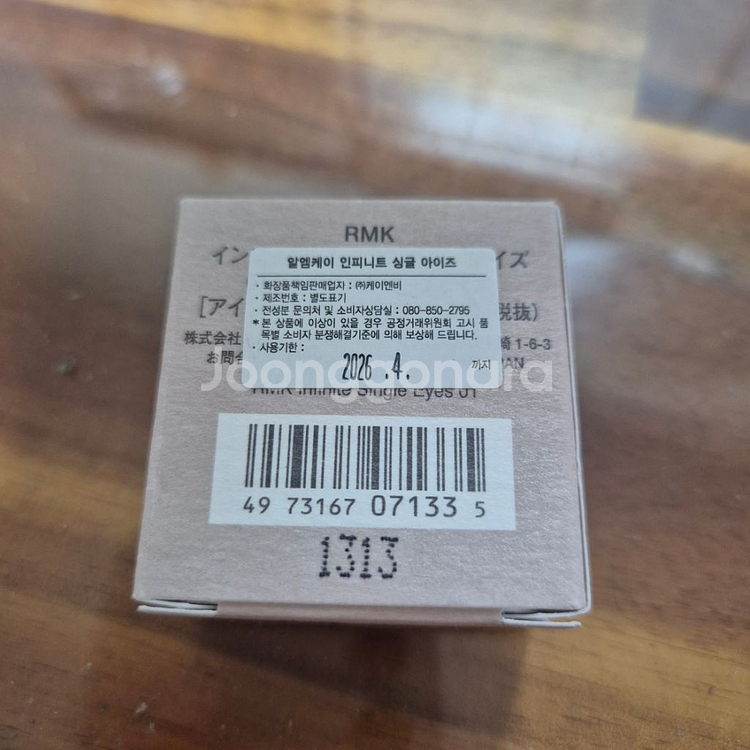 RMK
イン イズ
알엠케이 인피니트 싱글 아이즈
· 화장품책임판매업자 : ㈜케이엔비
· 제조번호 : 별도표기
· 전성분 문의처 및 소비자상담실 : 080-850-2795
* 본 상품에 이상이 있을 경우 공정거래위원회 고시 품
목별 소비자 분쟁해결기준에 의해 보상해 드립니다.
· 사용기한 :
2026 .4. 까지
[アイ 税抜)
株式会社 崎 1-6-3
お問合
Joonggonara
RMK Infinite Single Eyes 01
49 73167 07133 5
1313